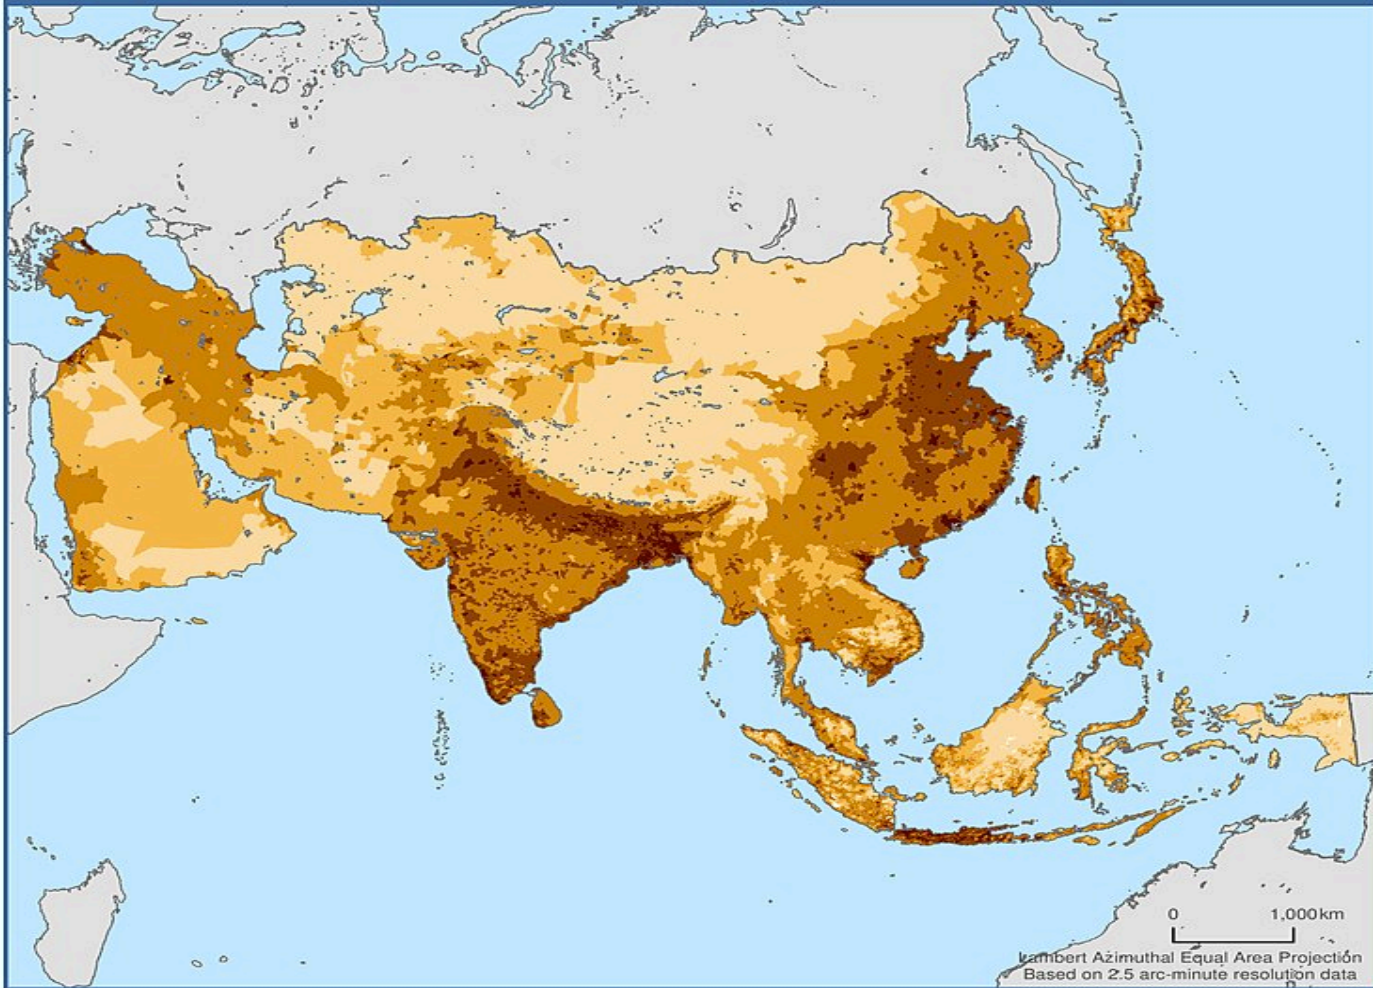 0 1,000km
Lambert Azimuthal Equal Area Projection
Based on 2.5 arc-minute resolution data